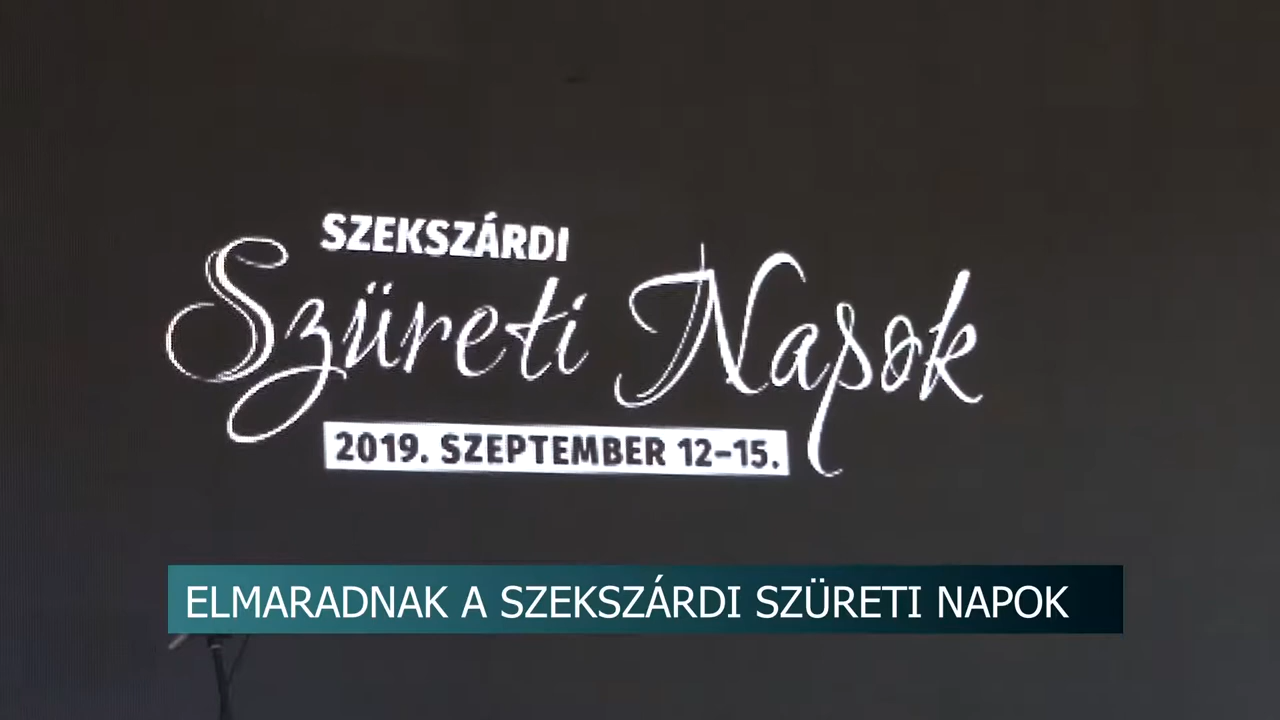 SZEKSZÁRDI
Szüreti Napok
2019. SZEPTEMBER 12-15.
ELMARADNAK A SZEKSZÁRDI SZÜRETI NAPOK